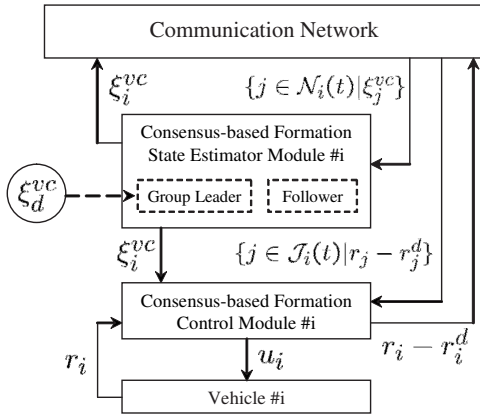 Communication Network
ξ_i^{vc}
{j ∈ 𝒩_i(t)|ξ_j^{vc}}
Consensus-based Formation
State Estimator Module #i
Group Leader
Follower
ξ_d^{vc}
ξ_i^{vc}
{j ∈ 𝒥_i(t)|r_j − r_j^d}
Consensus-based Formation
Control Module #i
r_i
u_i
r_i − r_i^d
Vehicle #i